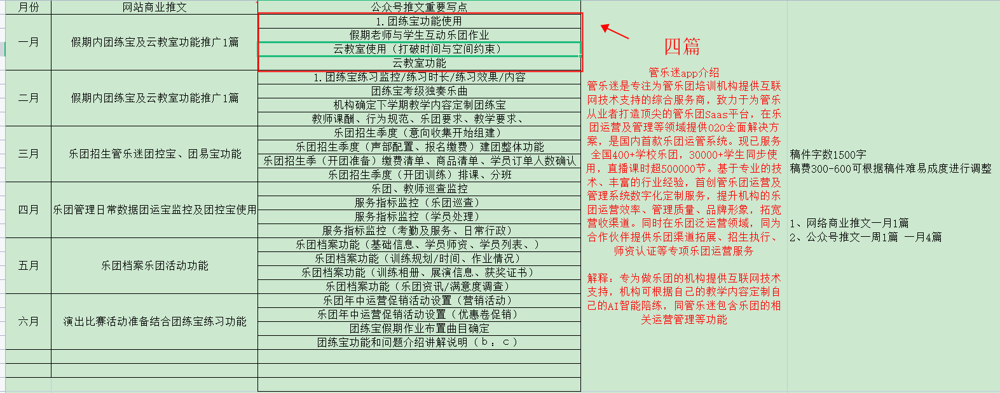 月份 网站商业推文 公众号推文重要写点
一月 假期内团练宝及云教室功能推广1篇
1.团练宝功能使用
假期老师与学生互动乐团作业
云教室使用（打破时间与空间约束）
云教室功能
二月 假期内团练宝及云教室功能推广1篇
1.团练宝练习监控/练习时长/练习效果/内容
团练宝考级独奏乐曲
机构确定下学期教学内容定制团练宝
教师课酬、行为规范、乐团要求、教学要求、
三月 乐团招生管乐迷团控宝、团易宝功能
乐团招生季度（意向收集开始组建）
乐团招生季度（声部配置、报名缴费）建团整体功能
乐团招生季（开团准备）缴费清单、商品清单、学员订单人数确认
乐团招生季度（开团训练）排课、分班
四月 乐团管理日常数据团运宝监控及团控宝使用
乐团、教师巡查监控
服务指标监控（乐团巡查）
服务指标监控（学员处理）
服务指标监控（考勤及服务、日常行政）
五月 乐团档案乐团活动功能
乐团档案功能（基础信息、学员师资、学员列表、）
乐团档案功能（训练规划/时间、作业情况）
乐团档案功能（训练相册、展演信息、获奖证书）
乐团档案功能（乐团资讯/满意度调查）
六月 演出比赛活动准备结合团练宝练习功能
乐团年中运营促销活动设置（营销活动）
乐团年中运营促销活动设置（优惠卷促销）
团练宝假期作业布置曲目确定
团练宝功能和问题介绍讲解说明（ｂ：ｃ）
四篇
管乐迷app介绍
管乐迷是专注为管乐团培训机构提供互联
网技术支持的综合服务商，致力于为管乐
从业者打造顶尖的管乐团Saas平台，在乐
团运营及管理等领域提供O2O全面解决方
案，是国内首款乐团运管系统。现已服务
全国400+学校乐团，30000+学生同步使
用，直播课时超500000节。基于专业的技
术、丰富的行业经验，首创管乐团运营及
管理系统数字化定制服务，提升机构的乐
团运营效率、管理质量、品牌形象，拓宽
营收渠道。同时在乐团泛运营领域，同为
合作伙伴提供乐团渠道拓展、招生执行、
师资认证等专项乐团运营服务
解释：专为做乐团的机构提供互联网技术
支持，机构可根据自己的教学内容定制自
己的AI智能陪练，同管乐迷包含乐团的相
关运营管理等功能
稿件字数1500字
稿费300-600可根据稿件难易成度进行调整
1、网络商业推文一月1篇
2、公众号推文一周1篇 一月4篇